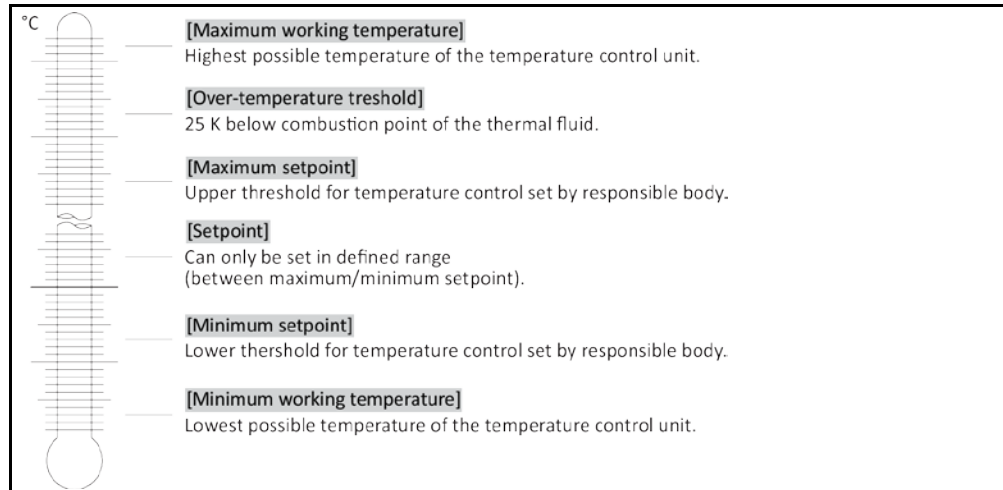 °C
[Maximum working temperature]
Highest possible temperature of the temperature control unit.
[Over-temperature treshold]
25 K below combustion point of the thermal fluid.
[Maximum setpoint]
Upper threshold for temperature control set by responsible body.
[Setpoint]
Can only be set in defined range
(between maximum/minimum setpoint).
[Minimum setpoint]
Lower thershold for temperature control set by responsible body.
[Minimum working temperature]
Lowest possible temperature of the temperature control unit.